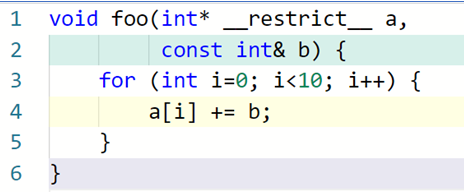 1 void foo(int* __restrict__ a,
2          const int& b) {
3     for (int i=0; i<10; i++) {
4         a[i] += b;
5     }
6 }